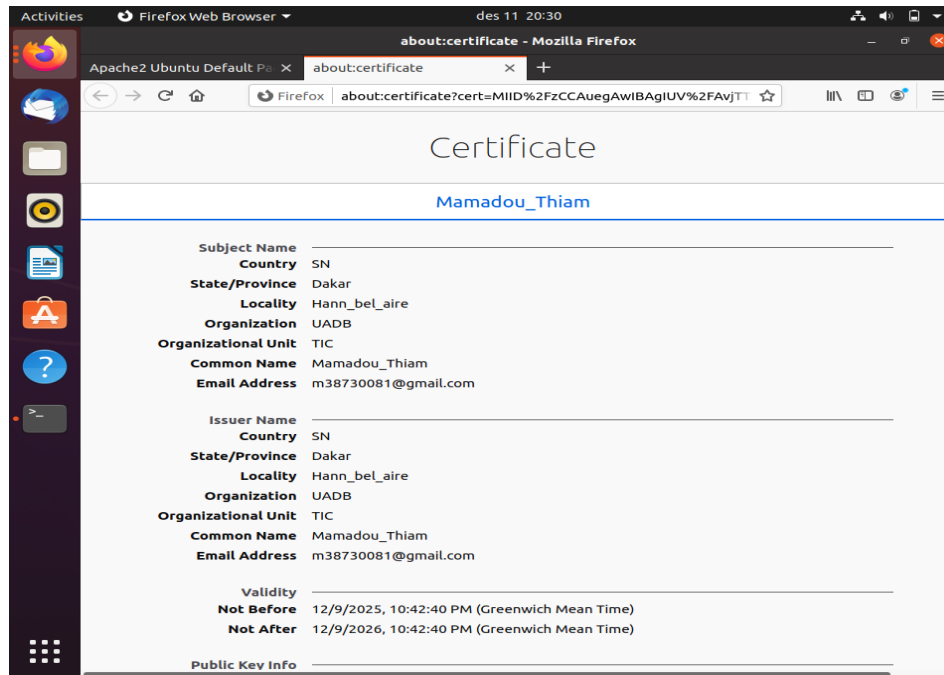 Activities Firefox Web Browser des 11 20:30
about:certificate - Mozilla Firefox
Apache2 Ubuntu Default Pa about:certificate
Firefox about:certificate?cert=MIID%2FzCCAuegAwIBAgIUV%2FAvjTT
Certificate
Mamadou_Thiam
Subject Name
Country SN
State/Province Dakar
Locality Hann_bel_aire
Organization UADB
Organizational Unit TIC
Common Name Mamadou_Thiam
Email Address m38730081@gmail.com
Issuer Name
Country SN
State/Province Dakar
Locality Hann_bel_aire
Organization UADB
Organizational Unit TIC
Common Name Mamadou_Thiam
Email Address m38730081@gmail.com
Validity
Not Before 12/9/2025, 10:42:40 PM (Greenwich Mean Time)
Not After 12/9/2026, 10:42:40 PM (Greenwich Mean Time)
Public Key Info